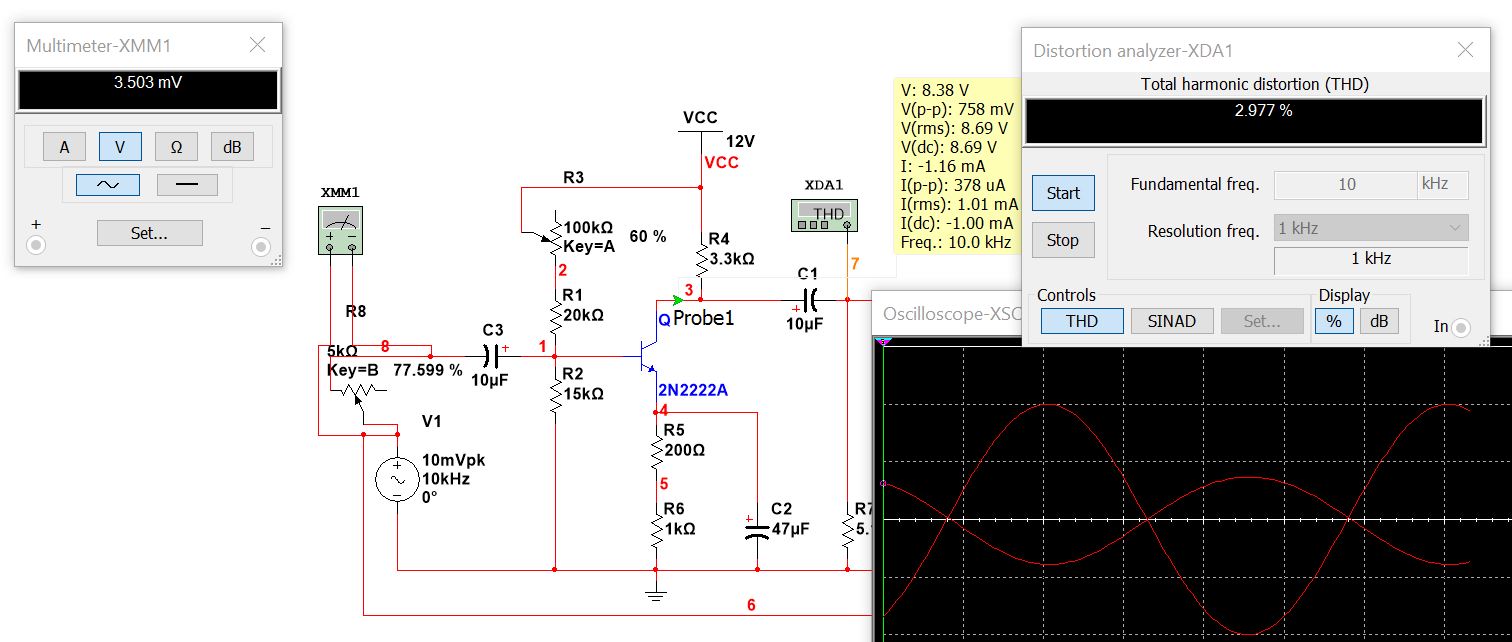 Multimeter-XMM1
3.503 mV
A
V
Ω
dB
+
Set...
−
XMM1
+ −
R8
5kΩ
Key=B
77.599 %
8
C3
+
10µF
V1
10mVpk
10kHz
0°
+
R3
100kΩ
Key=A
60 %
2
R1
20kΩ
1
R2
15kΩ
VCC
12V
VCC
R4
3.3kΩ
3
Q
Probe1
2N2222A
4
R5
200Ω
5
R6
1kΩ
+
C2
47µF
6
C1
+
10µF
XDA1
THD
7
R7
5.
V: 8.38 V
V(p-p): 758 mV
V(rms): 8.69 V
V(dc): 8.69 V
I: -1.16 mA
I(p-p): 378 uA
I(rms): 1.01 mA
I(dc): -1.00 mA
Freq.: 10.0 kHz
Distortion analyzer-XDA1
Total harmonic distortion (THD)
2.977 %
Start
Stop
Fundamental freq.
10
kHz
Resolution freq.
1 kHz
1 kHz
Controls
THD
SINAD
Set...
Display
%
dB
In
Oscilloscope-XSC